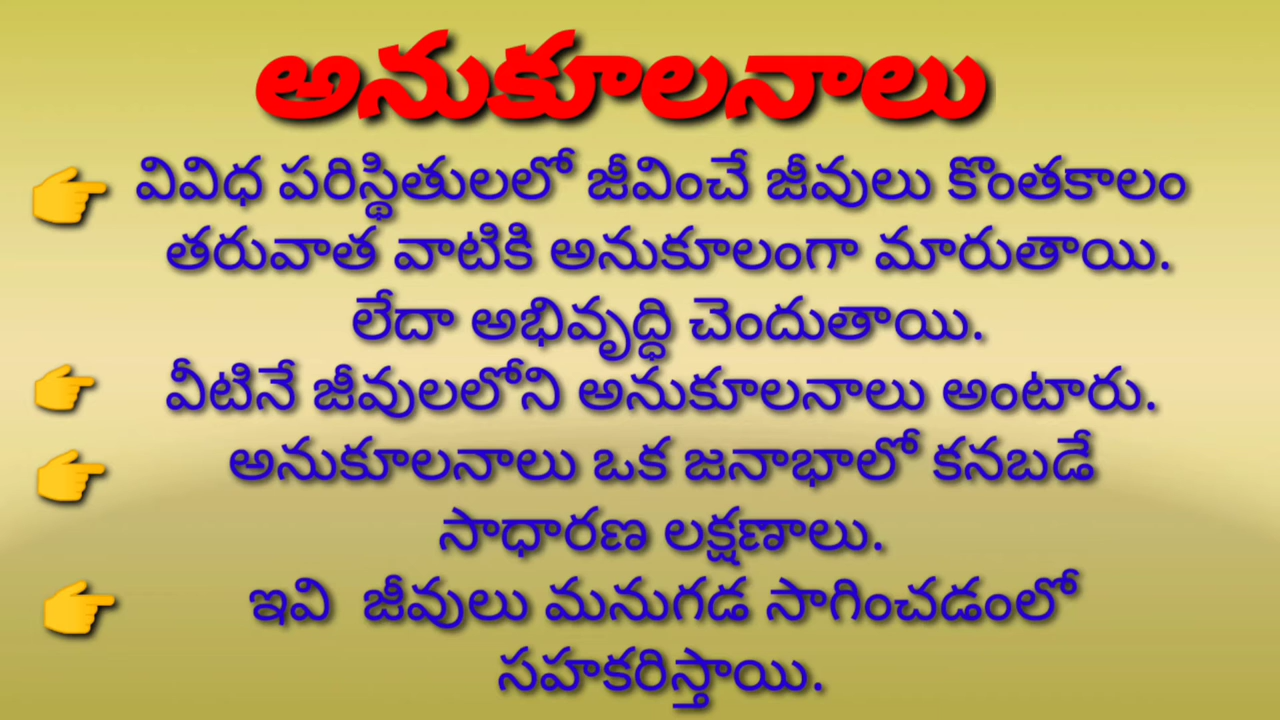 అనుకూలనాలు
👉 వివిధ పరిస్థితులలో జీవించే జీవులు కొంతకాలం
తరువాత వాటికి అనుకూలంగా మారుతాయి.
లేదా అభివృద్ధి చెందుతాయి.
👉 వీటినే జీవులలోని అనుకూలనాలు అంటారు.
👉 అనుకూలనాలు ఒక జనాభాలో కనబడే
సాధారణ లక్షణాలు.
👉 ఇవి జీవులు మనుగడ సాగించడంలో
సహకరిస్తాయి.